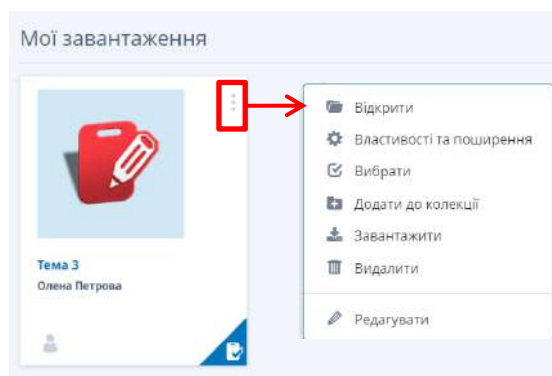 Мої завантаження
Тема 3
Олена Петрова
Відкрити
Властивості та поширення
Вибрати
Додати до колекції
Завантажити
Видалити
Редагувати